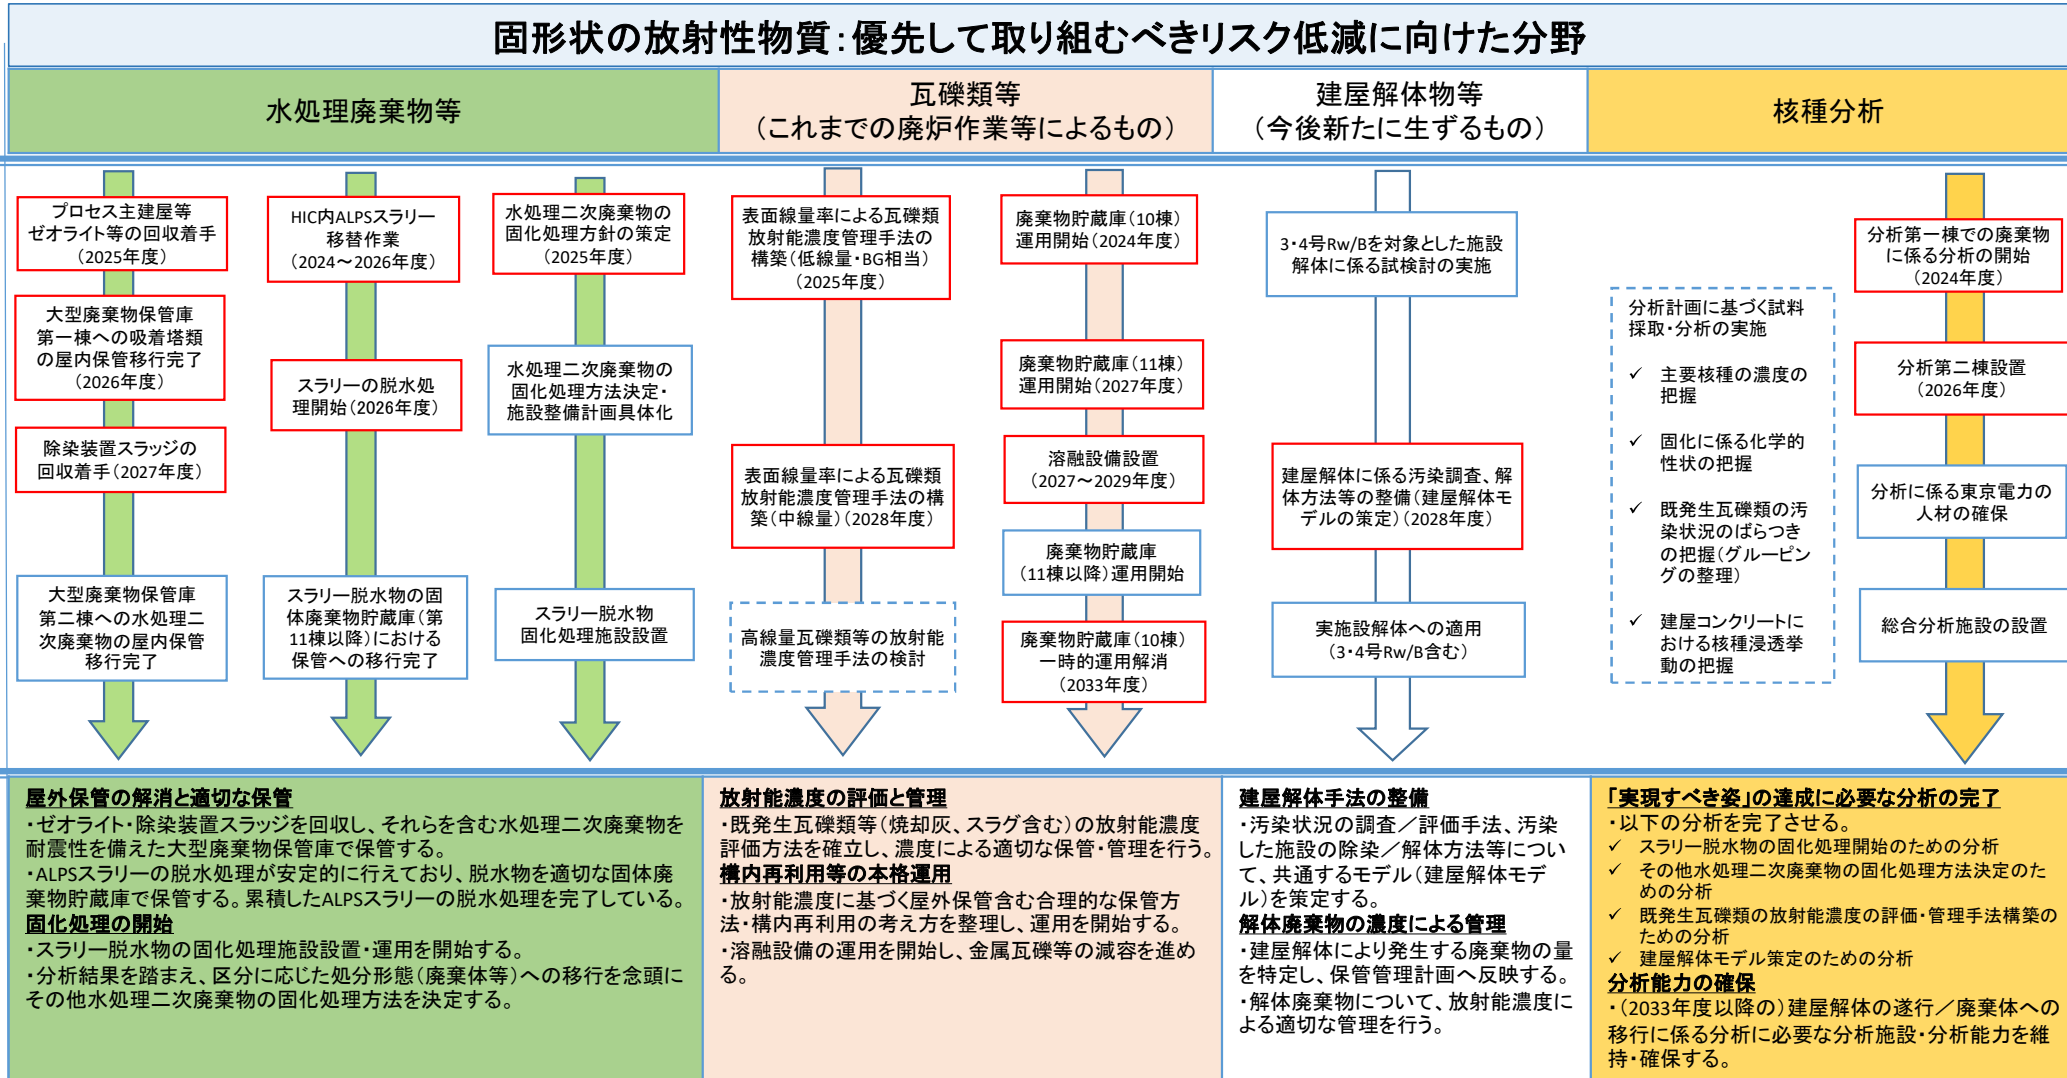 固形状の放射性物質：優先して取り組むべきリスク低減に向けた分野
水処理廃棄物等
瓦礫類等
（これまでの廃炉作業等によるもの）
建屋解体物等
（今後新たに生ずるもの）
核種分析
プロセス主建屋等
ゼオライト等の回収着手
（2025年度）
大型廃棄物保管庫
第一棟への吸着塔類
の屋内保管移行完了
（2026年度）
除染装置スラッジの
回収着手（2027年度）
大型廃棄物保管庫
第二棟への水処理二
次廃棄物の屋内保管
移行完了
HIC内ALPSスラリー
移替作業
（2024～2026年度）
スラリーの脱水処
理開始（2026年度）
スラリー脱水物の固
体廃棄物貯蔵庫（第
11棟以降）における
保管への移行完了
水処理二次廃棄物の
固化処理方針の策定
（2025年度）
水処理二次廃棄物の
固化処理方法決定・
施設整備計画具体化
スラリー脱水物
固化処理施設設置
表面線量率による瓦礫類
放射能濃度管理手法の
構築（低線量・BG相当）
（2025年度）
表面線量率による瓦礫類
放射能濃度管理手法の構
築（中線量）（2028年度）
高線量瓦礫類等の放射能
濃度管理手法の検討
廃棄物貯蔵庫（10棟）
運用開始（2024年度）
廃棄物貯蔵庫（11棟）
運用開始（2027年度）
溶融設備設置
（2027～2029年度）
廃棄物貯蔵庫
（11棟以降）運用開始
廃棄物貯蔵庫（10棟）
一時的運用解消
（2033年度）
3・4号Rw/Bを対象とした施設
解体に係る試検討の実施
建屋解体に係る汚染調査、解
体方法等の整備（建屋解体モ
デルの策定）（2028年度）
実施設解体への適用
（3・4号Rw/B含む）
分析計画に基づく試料
採取・分析の実施
✓ 主要核種の濃度の
把握
✓ 固化に係る化学的
性状の把握
✓ 既発生瓦礫類の汚
染状況のばらつき
の把握（グルーピン
グの整理）
✓ 建屋コンクリートに
おける核種浸透挙
動の把握
分析第一棟での廃棄物
に係る分析の開始
（2024年度）
分析第二棟設置
（2026年度）
分析に係る東京電力の
人材の確保
総合分析施設の設置
屋外保管の解消と適切な保管
・ゼオライト・除染装置スラッジを回収し、それらを含む水処理二次廃棄物を
耐震性を備えた大型廃棄物保管庫で保管する。
・ALPSスラリーの脱水処理が安定的に行えており、脱水物を適切な固体廃
棄物貯蔵庫で保管する。累積したALPSスラリーの脱水処理を完了している。
固化処理の開始
・スラリー脱水物の固化処理施設設置・運用を開始する。
・分析結果を踏まえ、区分に応じた処分形態（廃棄体等）への移行を念頭に
その他水処理二次廃棄物の固化処理方法を決定する。
放射能濃度の評価と管理
・既発生瓦礫類等（焼却灰、スラグ含む）の放射能濃度
評価方法を確立し、濃度による適切な保管・管理を行う。
構内再利用等の本格運用
・放射能濃度に基づく屋外保管含む合理的な保管方
法・構内再利用の考え方を整理し、運用を開始する。
・溶融設備の運用を開始し、金属瓦礫等の減容を進め
る。
建屋解体手法の整備
・汚染状況の調査／評価手法、汚染
した施設の除染／解体方法等につい
て、共通するモデル（建屋解体モデ
ル）を策定する。
解体廃棄物の濃度による管理
・建屋解体により発生する廃棄物の量
を特定し、保管管理計画へ反映する。
・解体廃棄物について、放射能濃度に
よる適切な管理を行う。
「実現すべき姿」の達成に必要な分析の完了
・以下の分析を完了させる。
✓ スラリー脱水物の固化処理開始のための分析
✓ その他水処理二次廃棄物の固化処理方法決定のた
めの分析
✓ 既発生瓦礫類の放射能濃度の評価・管理手法構築の
ための分析
✓ 建屋解体モデル策定のための分析
分析能力の確保
・（2033年度以降の）建屋解体の遂行／廃棄体への
移行に係る分析に必要な分析施設・分析能力を維
持・確保する。